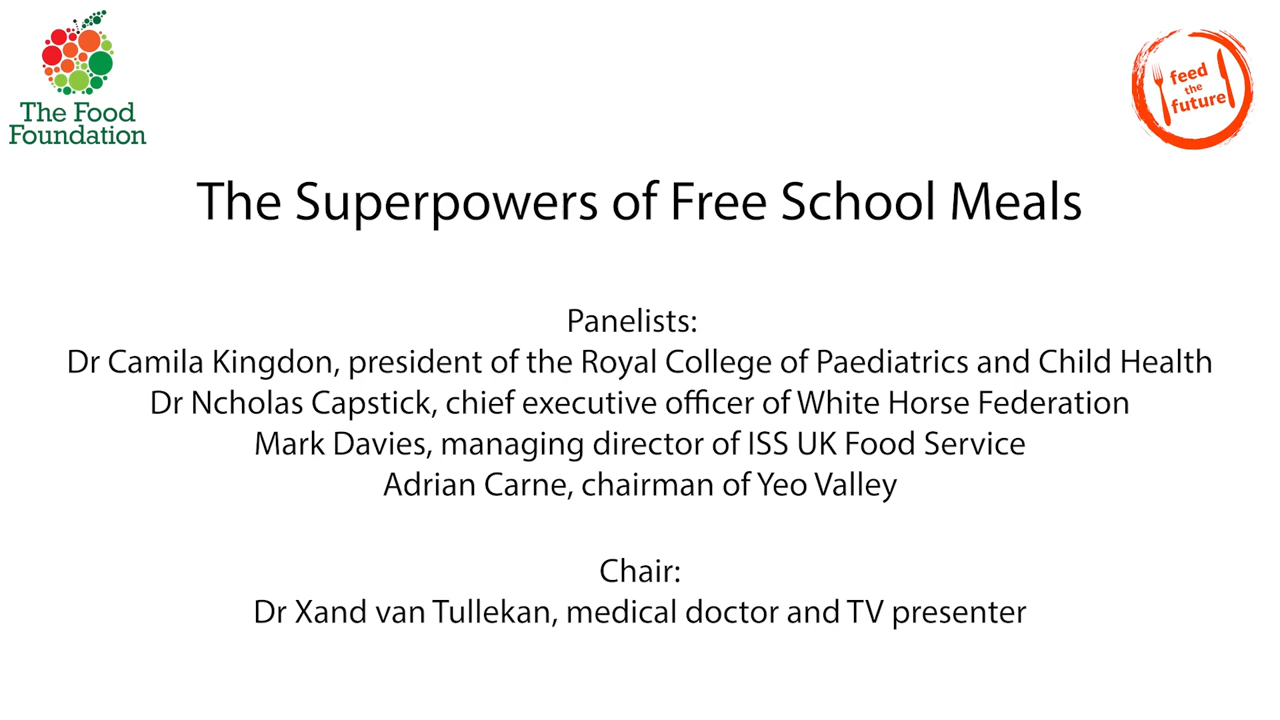 The Food
Foundation
feed
the
future
The Superpowers of Free School Meals
Panelists:
Dr Camila Kingdon, president of the Royal College of Paediatrics and Child Health
Dr Ncholas Capstick, chief executive officer of White Horse Federation
Mark Davies, managing director of ISS UK Food Service
Adrian Carne, chairman of Yeo Valley
Chair:
Dr Xand van Tullekan, medical doctor and TV presenter